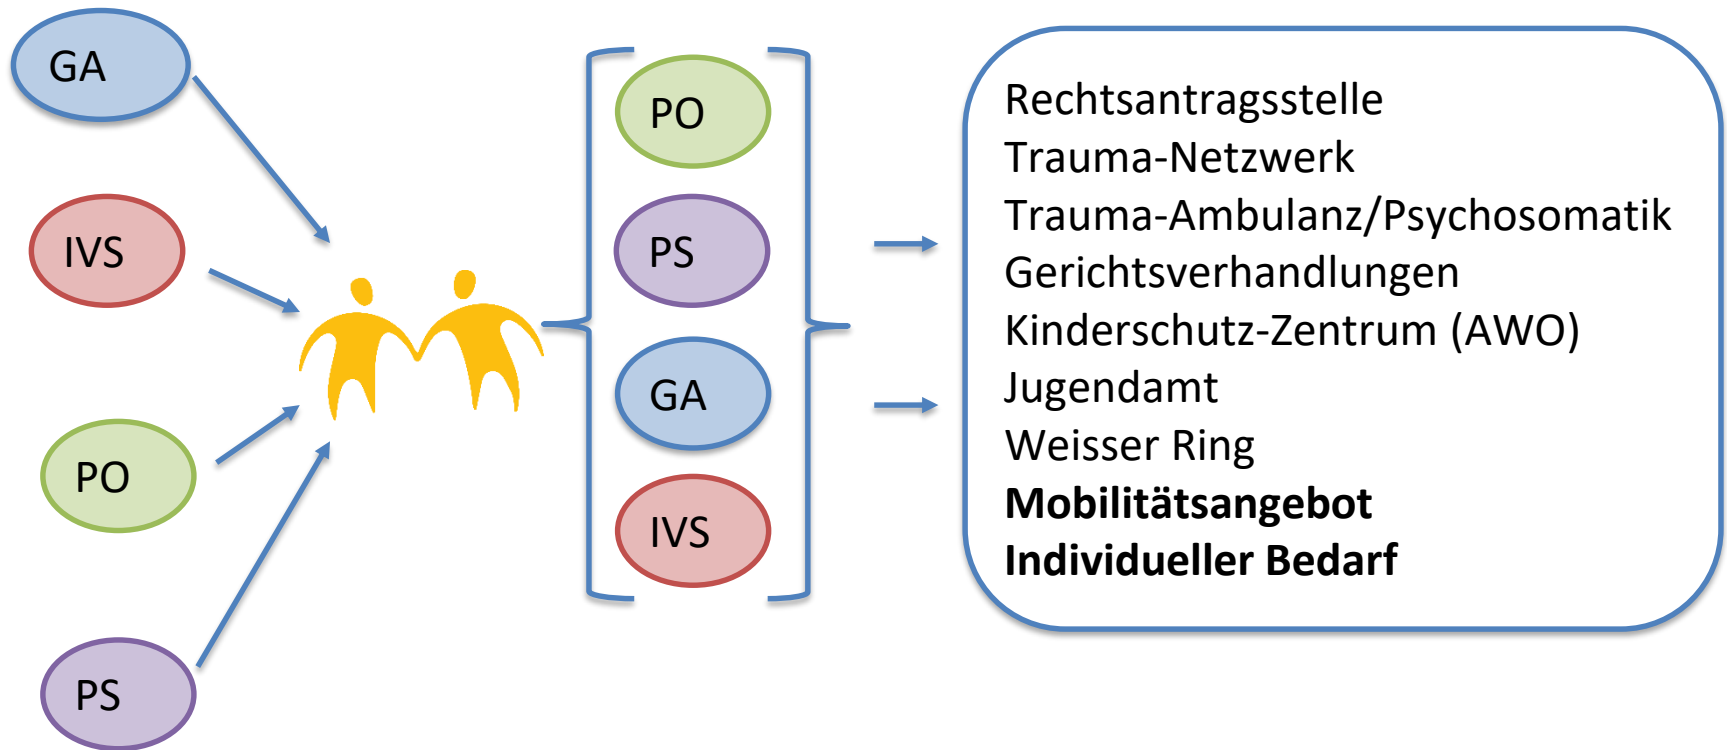 GA
IVS
PO
PS
PO
PS
GA
IVS
Rechtsantragsstelle
Trauma-Netzwerk
Trauma-Ambulanz/Psychosomatik
Gerichtsverhandlungen
Kinderschutz-Zentrum (AWO)
Jugendamt
Weisser Ring
Mobilitätsangebot
Individueller Bedarf